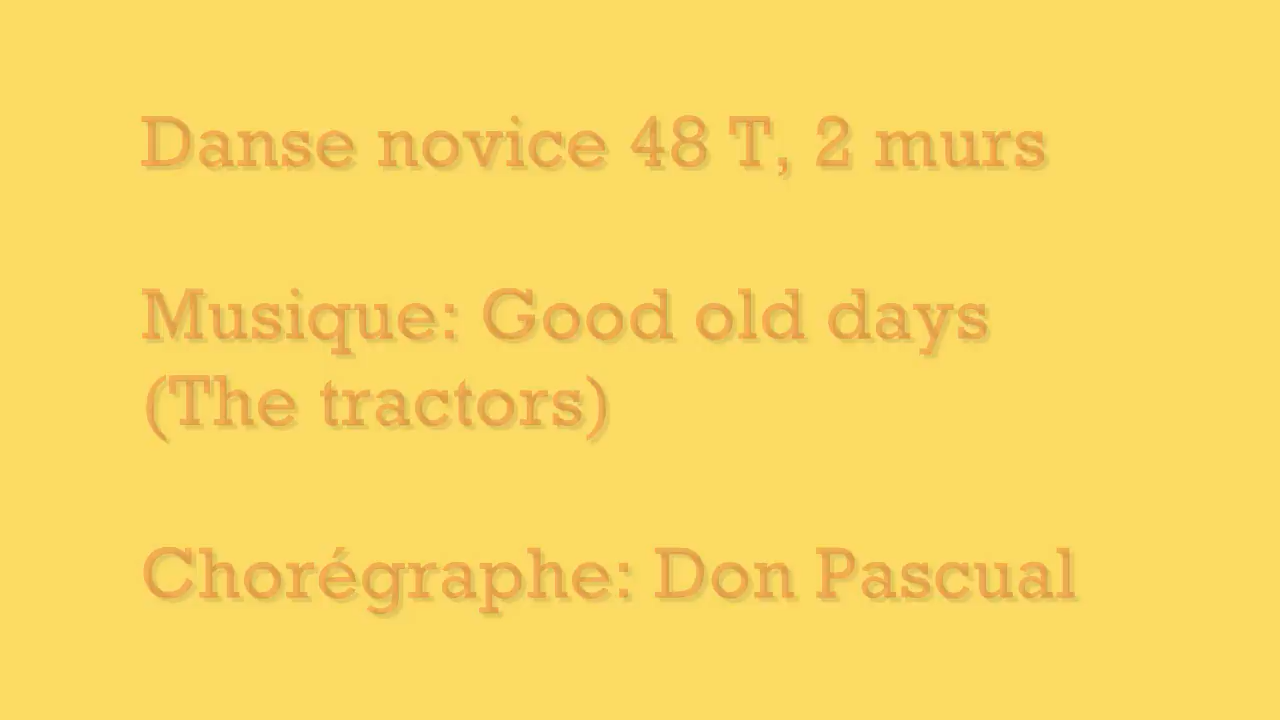 Danse novice 48 T, 2 murs
Musique: Good old days
(The tractors)
Chorégraphe: Don Pascual